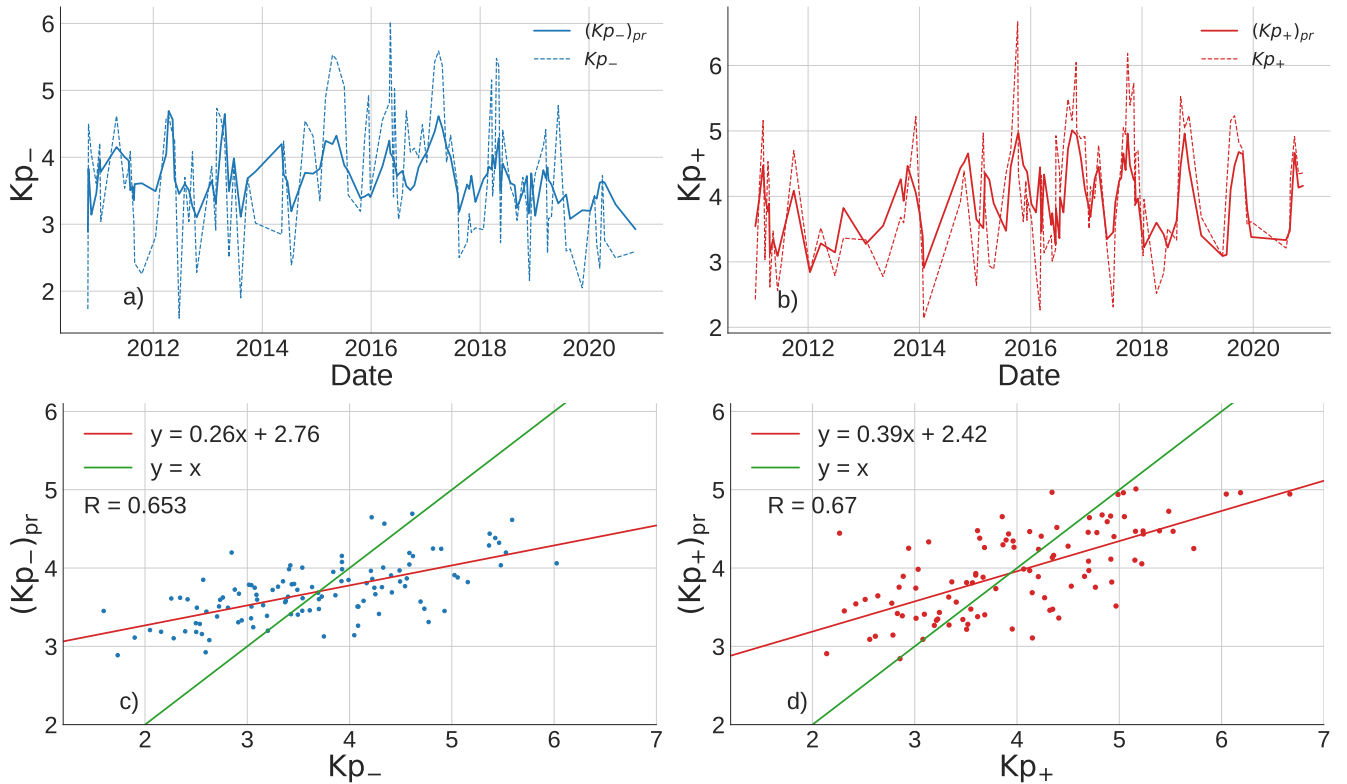 6
5
4
3
2
Kp₋
(Kp₋)pr
Kp₋
a)
2012 2014 2016 2018 2020
Date
6
5
4
3
2
Kp₊
(Kp₊)pr
Kp₊
b)
2012 2014 2016 2018 2020
Date
6
5
4
3
2
(Kp₋)pr
y = 0.26x + 2.76
y = x
R = 0.653
c)
2 3 4 5 6 7
Kp₋
6
5
4
3
2
(Kp₊)pr
y = 0.39x + 2.42
y = x
R = 0.67
d)
2 3 4 5 6 7
Kp₊